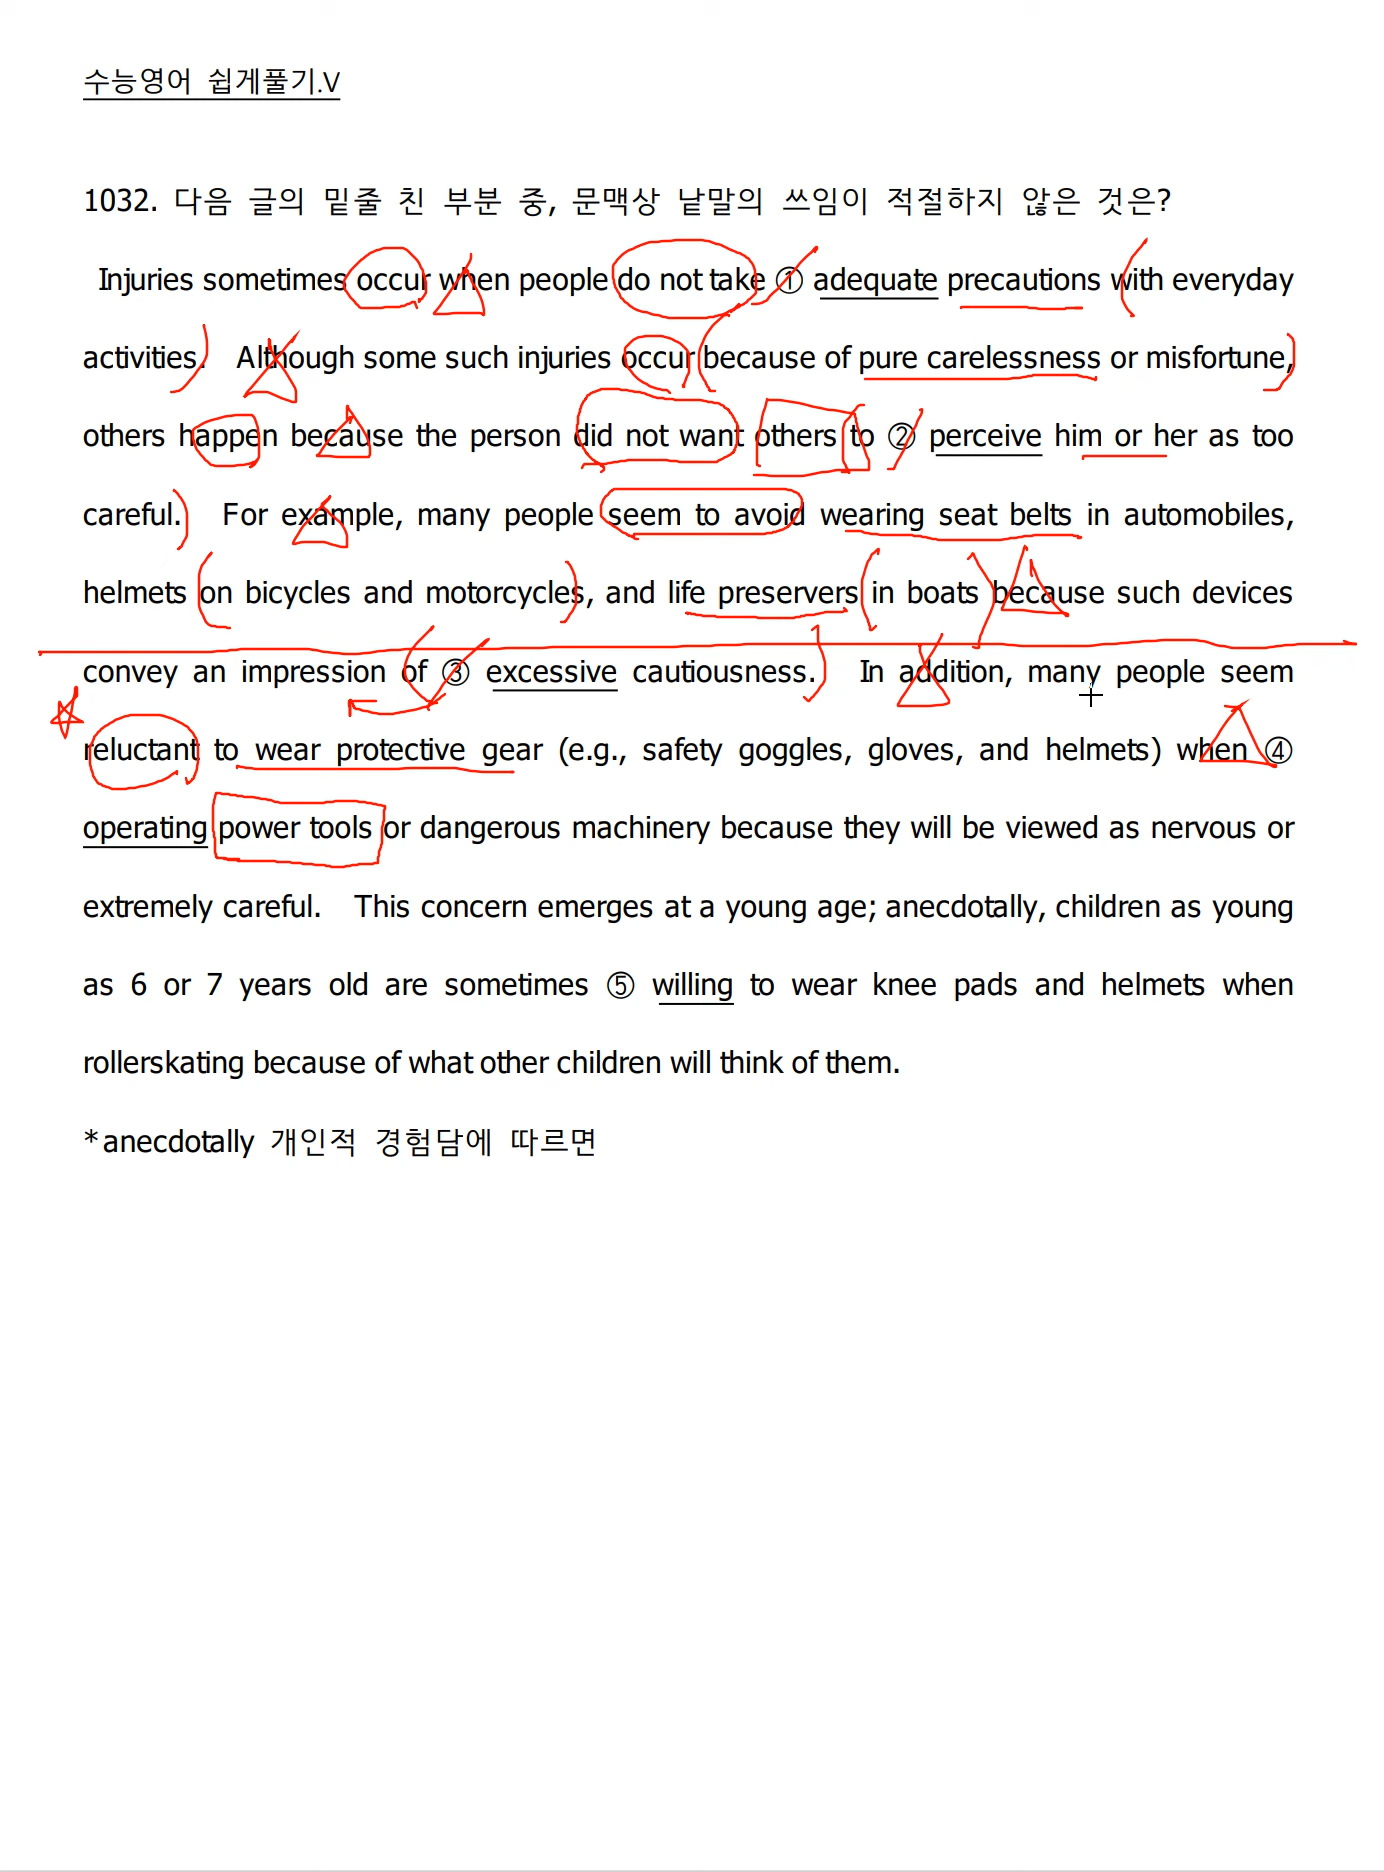 수능영어 쉽게풀기.V
1032. 다음 글의 밑줄 친 부분 중, 문맥상 낱말의 쓰임이 적절하지 않은 것은?
Injuries sometimes occur when people do not take ① adequate precautions with everyday
activities. Although some such injuries occur because of pure carelessness or misfortune,
others happen because the person did not want others to ② perceive him or her as too
careful. For example, many people seem to avoid wearing seat belts in automobiles,
helmets on bicycles and motorcycles, and life preservers in boats because such devices
convey an impression of ③ excessive cautiousness. In addition, many people seem
reluctant to wear protective gear (e.g., safety goggles, gloves, and helmets) when ④
operating power tools or dangerous machinery because they will be viewed as nervous or
extremely careful. This concern emerges at a young age; anecdotally, children as young
as 6 or 7 years old are sometimes ⑤ willing to wear knee pads and helmets when
rollerskating because of what other children will think of them.
*anecdotally 개인적 경험담에 따르면